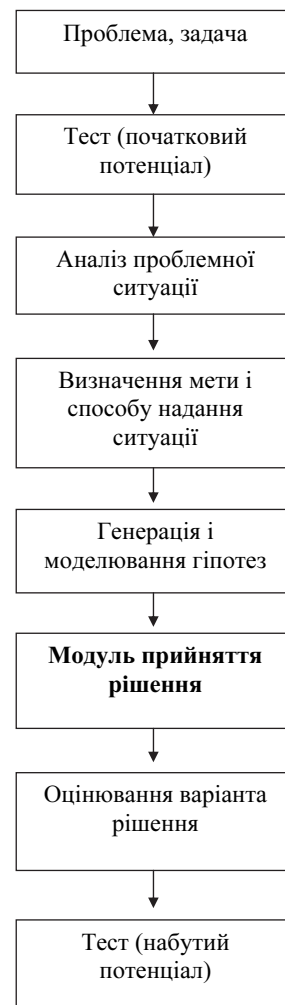 Проблема, задача
Тест (початковий
потенціал)
Аналіз проблемної
ситуації
Визначення мети і
способу надання
ситуації
Генерація і
моделювання гіпотез
Модуль прийняття
рішення
Оцінювання варіанта
рішення
Тест (набутий
потенціал)